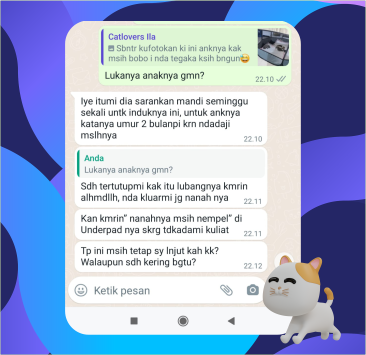 Catlovers Ila
Sbntr kufotokan ki ini anknya kak
msih bobo i nda tegaka ksih bngun😅
Lukanya anaknya gmn?
22.10
Iye itumi dia sarankan mandi seminggu
sekali untk induknya ini, untuk anknya
katanya umur 2 bulanpi krn ndadaji
mslhnya
22.10
Anda
Lukanya anaknya gmn?
Sdh tertutupmi kak itu lubangnya kmrin
alhmdllh, nda kluarmi jg nanah nya
22.11
Kan kmrin” nanahnya msih nempel” di
Underpad nya skrg tdkadami kuliat
22.11
Tp ini msih tetap sy lnjut kah kk?
Walaupun sdh kering bgtu?
22.12
Ketik pesan